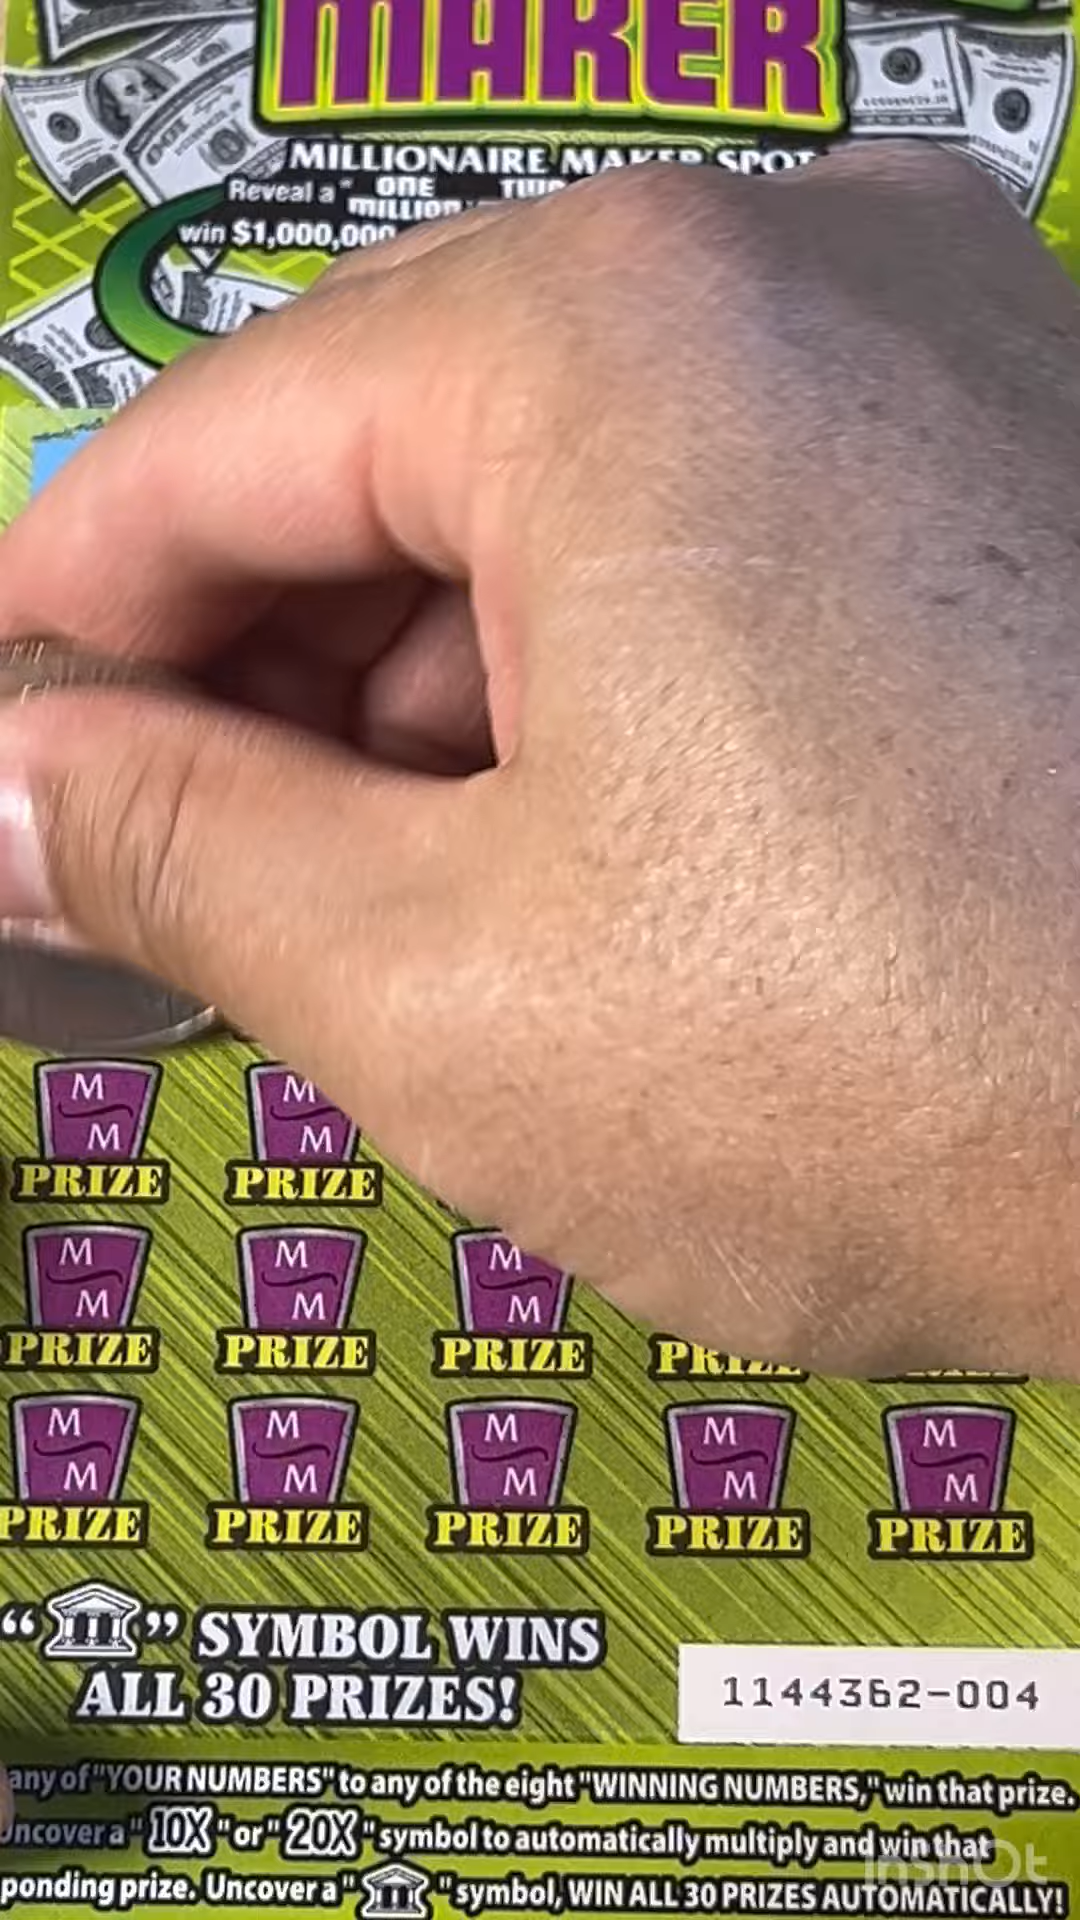 MAKER
MILLIONAIRE MAKER SPOT
Reveal a " ONE MILLION
win $1,000,000
M M M M
PRIZE PRIZE
M M M M M M
PRIZE PRIZE PRIZE PRIZE
M M M M M M M M M M
PRIZE PRIZE PRIZE PRIZE PRIZE
" " SYMBOL WINS
ALL 30 PRIZES!
1144362-004
any of "YOUR NUMBERS" to any of the eight "WINNING NUMBERS," win that prize.
Uncover a "10X" or "20X" symbol to automatically multiply and win that
ponding prize. Uncover a " " symbol, WIN ALL 30 PRIZES AUTOMATICALLY!
InShOt